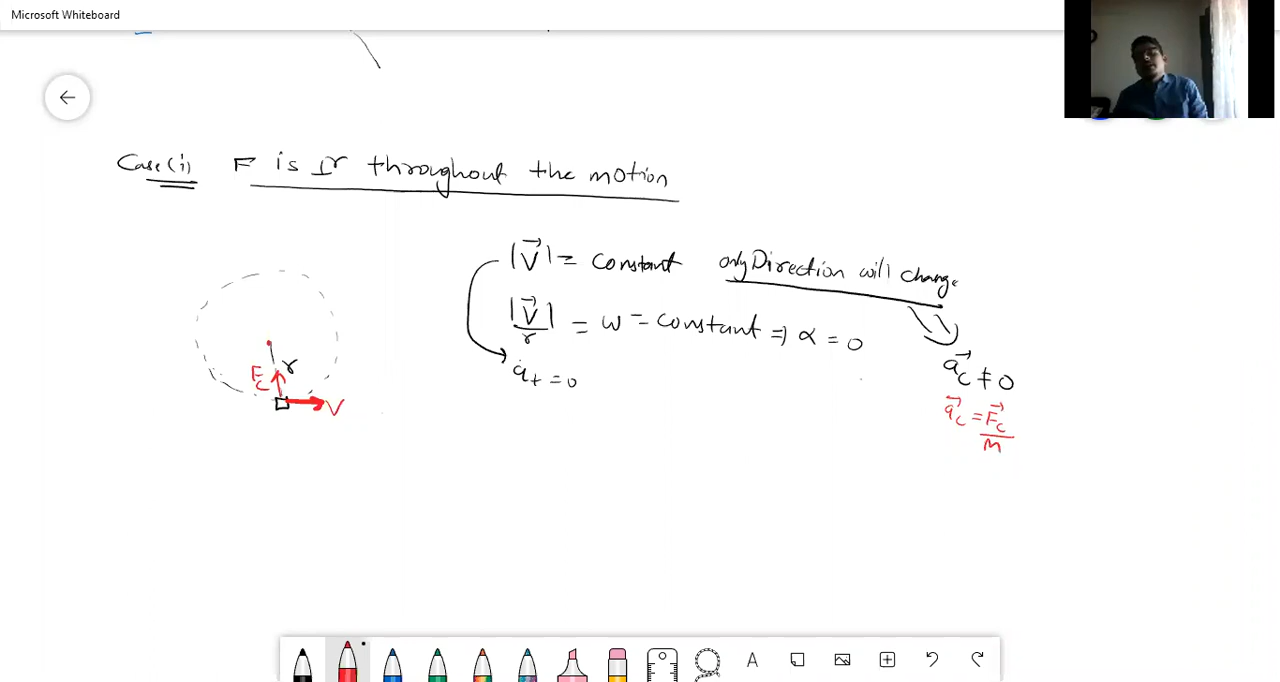 Microsoft Whiteboard
Case(i) F is ⊥r throughout the motion
|V⃗| = constant only Direction will change
|V⃗|/r = ω = constant ⇒ α = 0
a_t = 0
a⃗_c ≠ 0
a⃗_c = F⃗_c/m
r
F_c
V
A